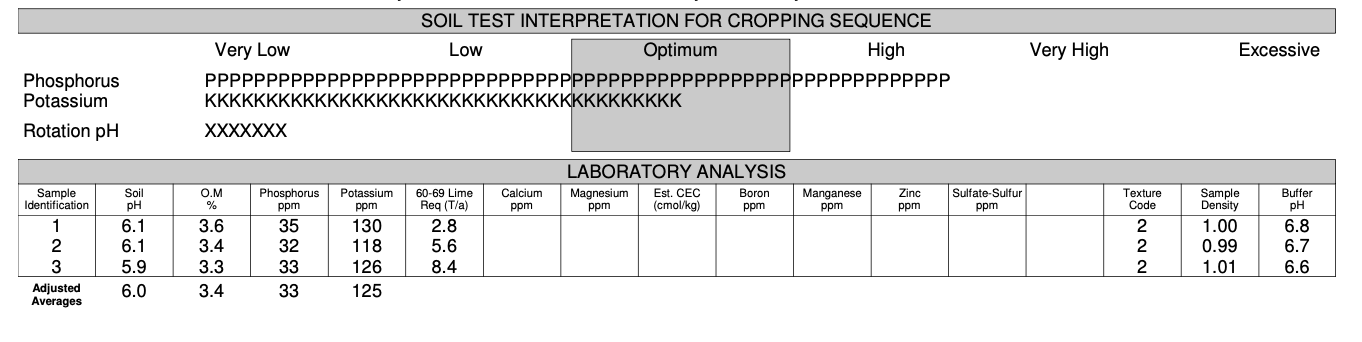 SOIL TEST INTERPRETATION FOR CROPPING SEQUENCE
Very Low Low Optimum High Very High Excessive
Phosphorus PPPPPPPPPPPPPPPPPPPPPPPPPPPPPPPPPPPPPPPPPPPPPPPPPPPPPPPPPPPPP
Potassium KKKKKKKKKKKKKKKKKKKKKKKKKKKKKKKKKKKKKKK
Rotation pH XXXXXXX
LABORATORY ANALYSIS
Sample Identification Soil pH O.M % Phosphorus ppm Potassium ppm 60-69 Lime Req (T/a) Calcium ppm Magnesium ppm Est. CEC (cmol/kg) Boron ppm Manganese ppm Zinc ppm Sulfate-Sulfur ppm Texture Code Sample Density Buffer pH
1 6.1 3.6 35 130 2.8 2 1.00 6.8
2 6.1 3.4 32 118 5.6 2 0.99 6.7
3 5.9 3.3 33 126 8.4 2 1.01 6.6
Adjusted Averages 6.0 3.4 33 125